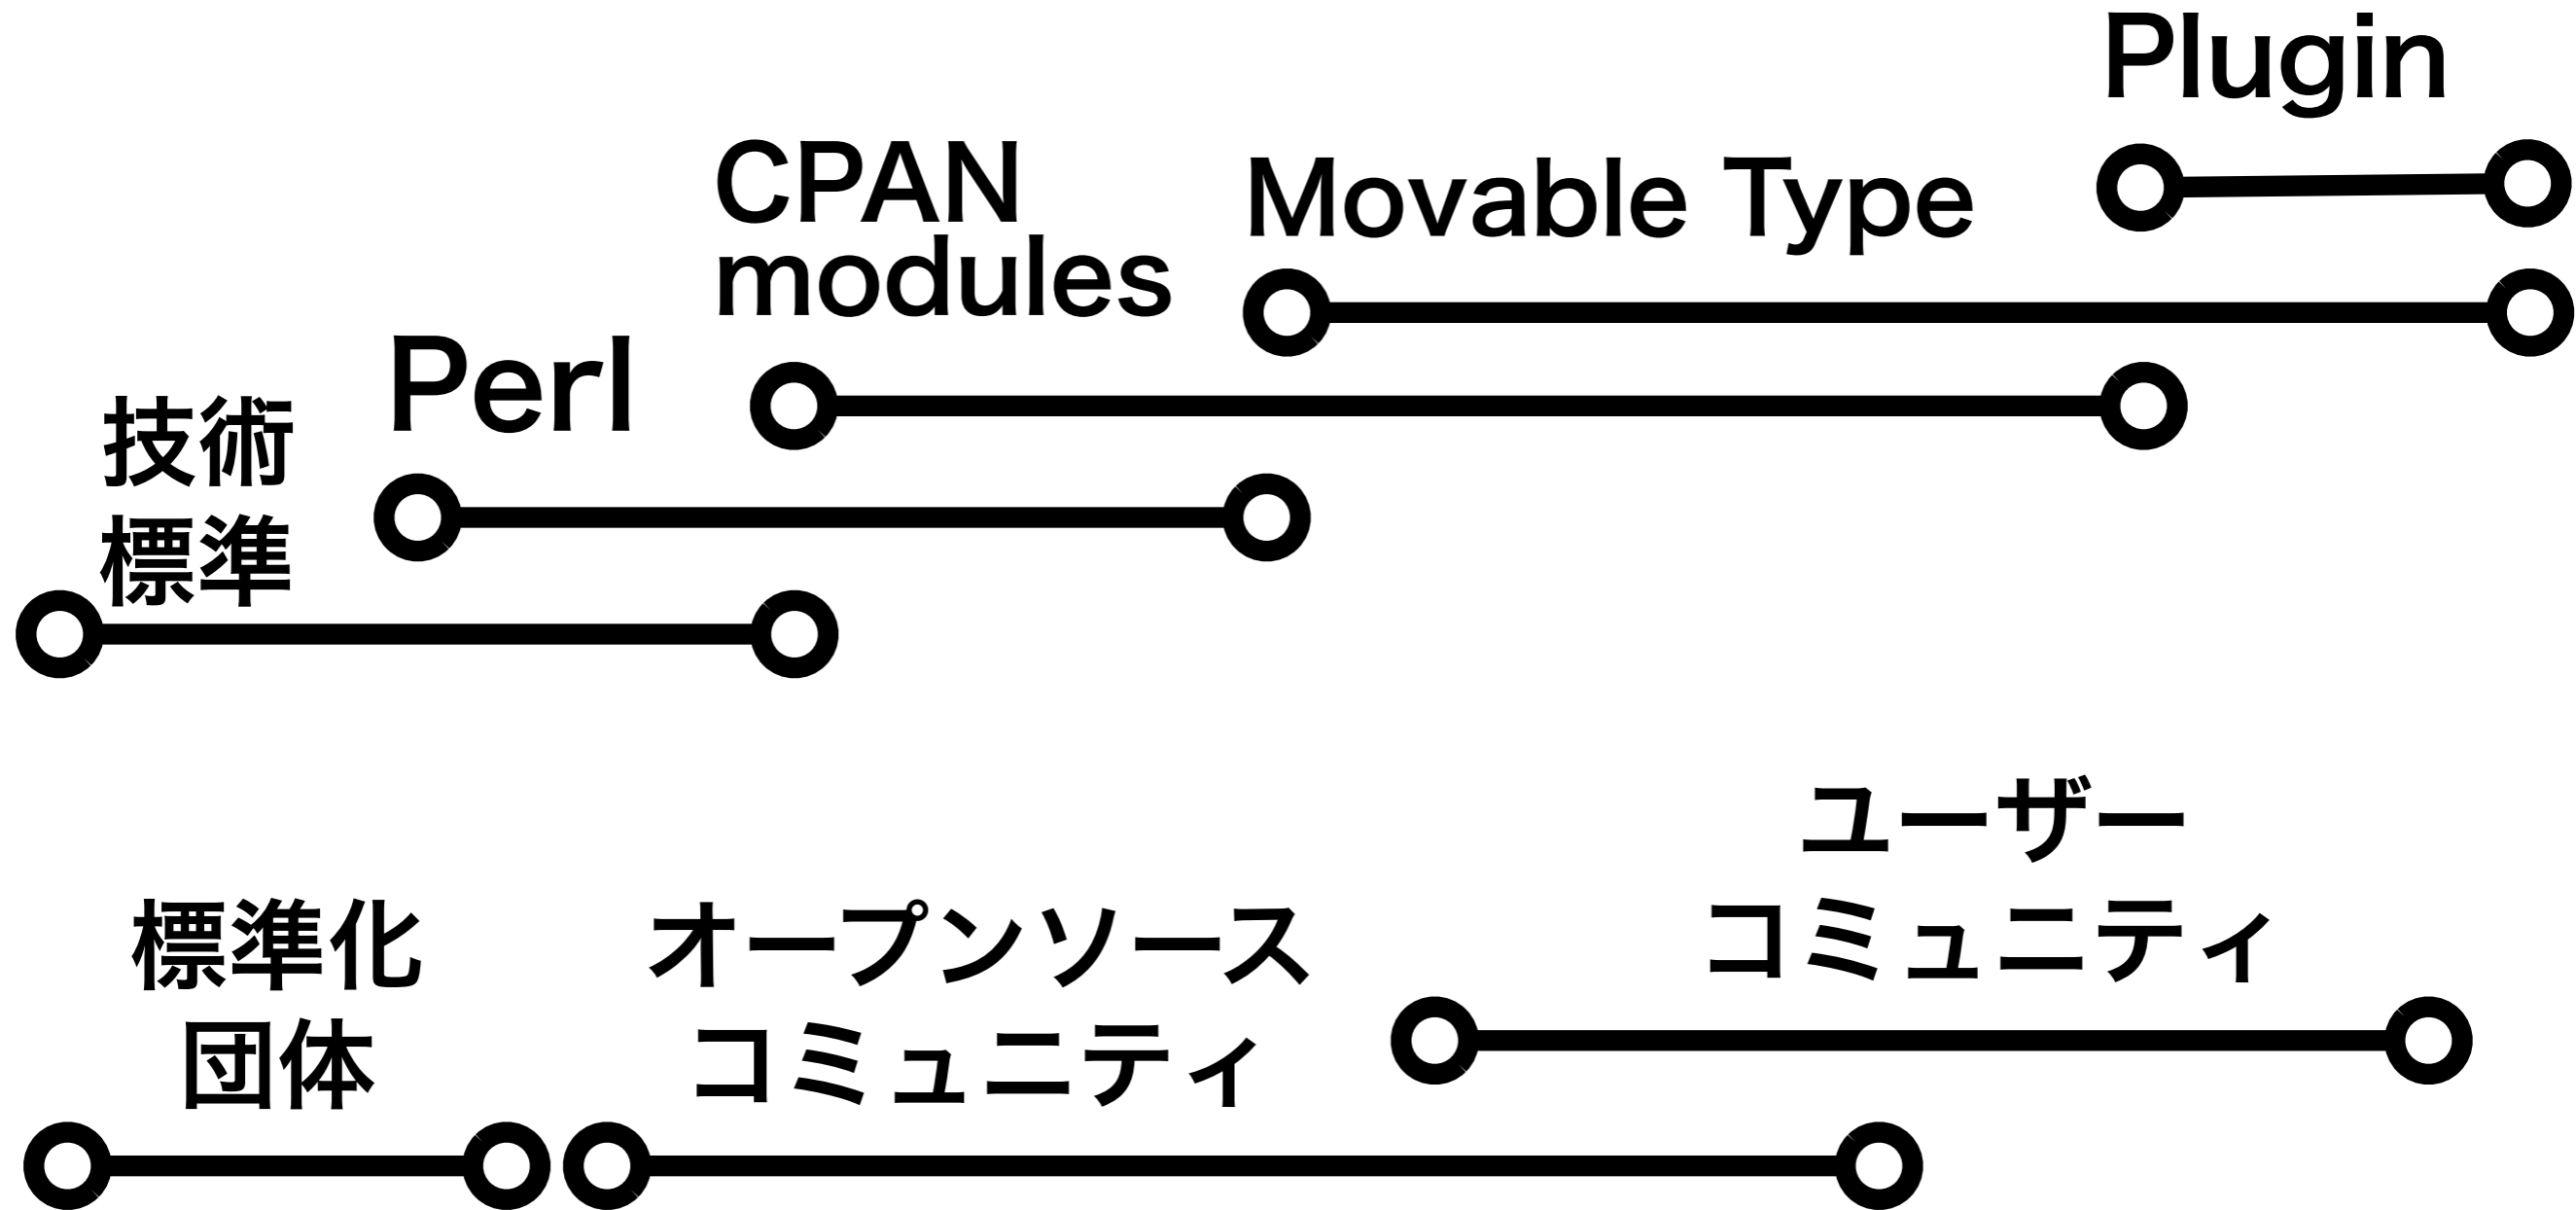 Plugin
CPAN
modules
Movable Type
Perl
技術
標準
ユーザー
コミュニティ
標準化
団体
オープンソース
コミュニティ